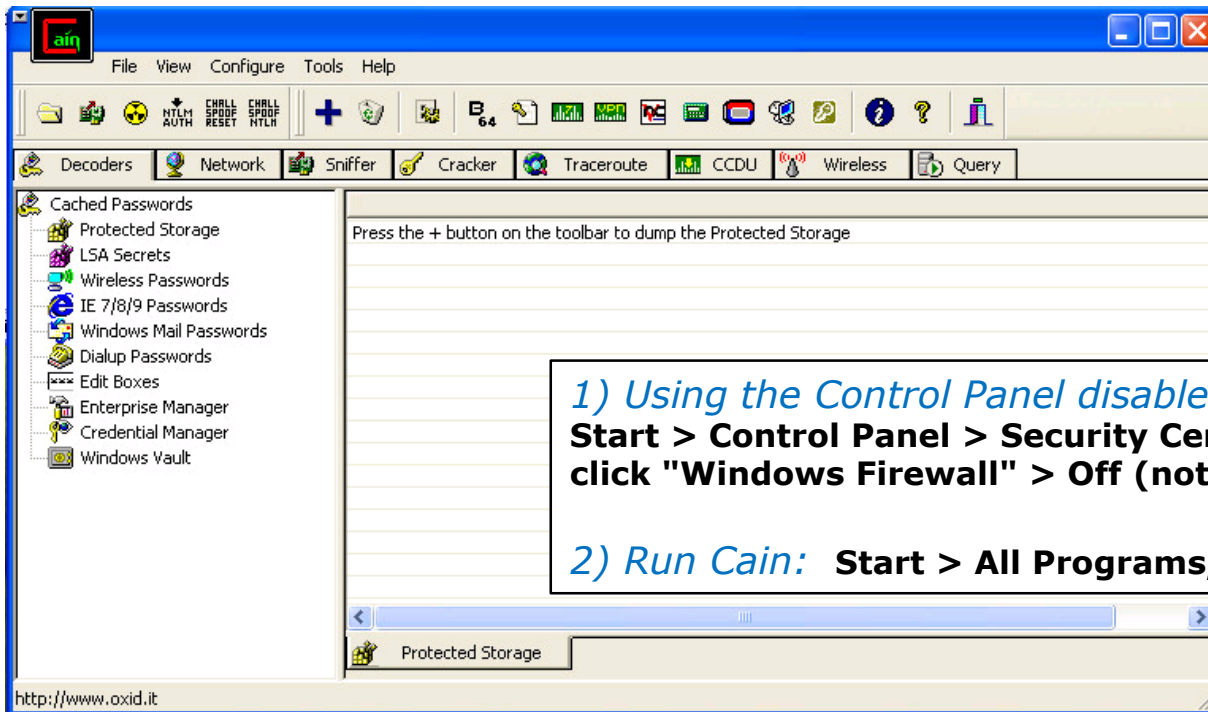 Cain
File View Configure Tools Help
NTLM AUTH CHALL SPOOF RESET CHALL SPOOF NTLM B64
Decoders Network Sniffer Cracker Traceroute CCDU Wireless Query
Cached Passwords
Protected Storage
LSA Secrets
Wireless Passwords
IE 7/8/9 Passwords
Windows Mail Passwords
Dialup Passwords
Edit Boxes
Enterprise Manager
Credential Manager
Windows Vault
Press the + button on the toolbar to dump the Protected Storage
1) Using the Control Panel disable
Start > Control Panel > Security Cer
click "Windows Firewall" > Off (not
2) Run Cain: Start > All Programs,
Protected Storage
http://www.oxid.it